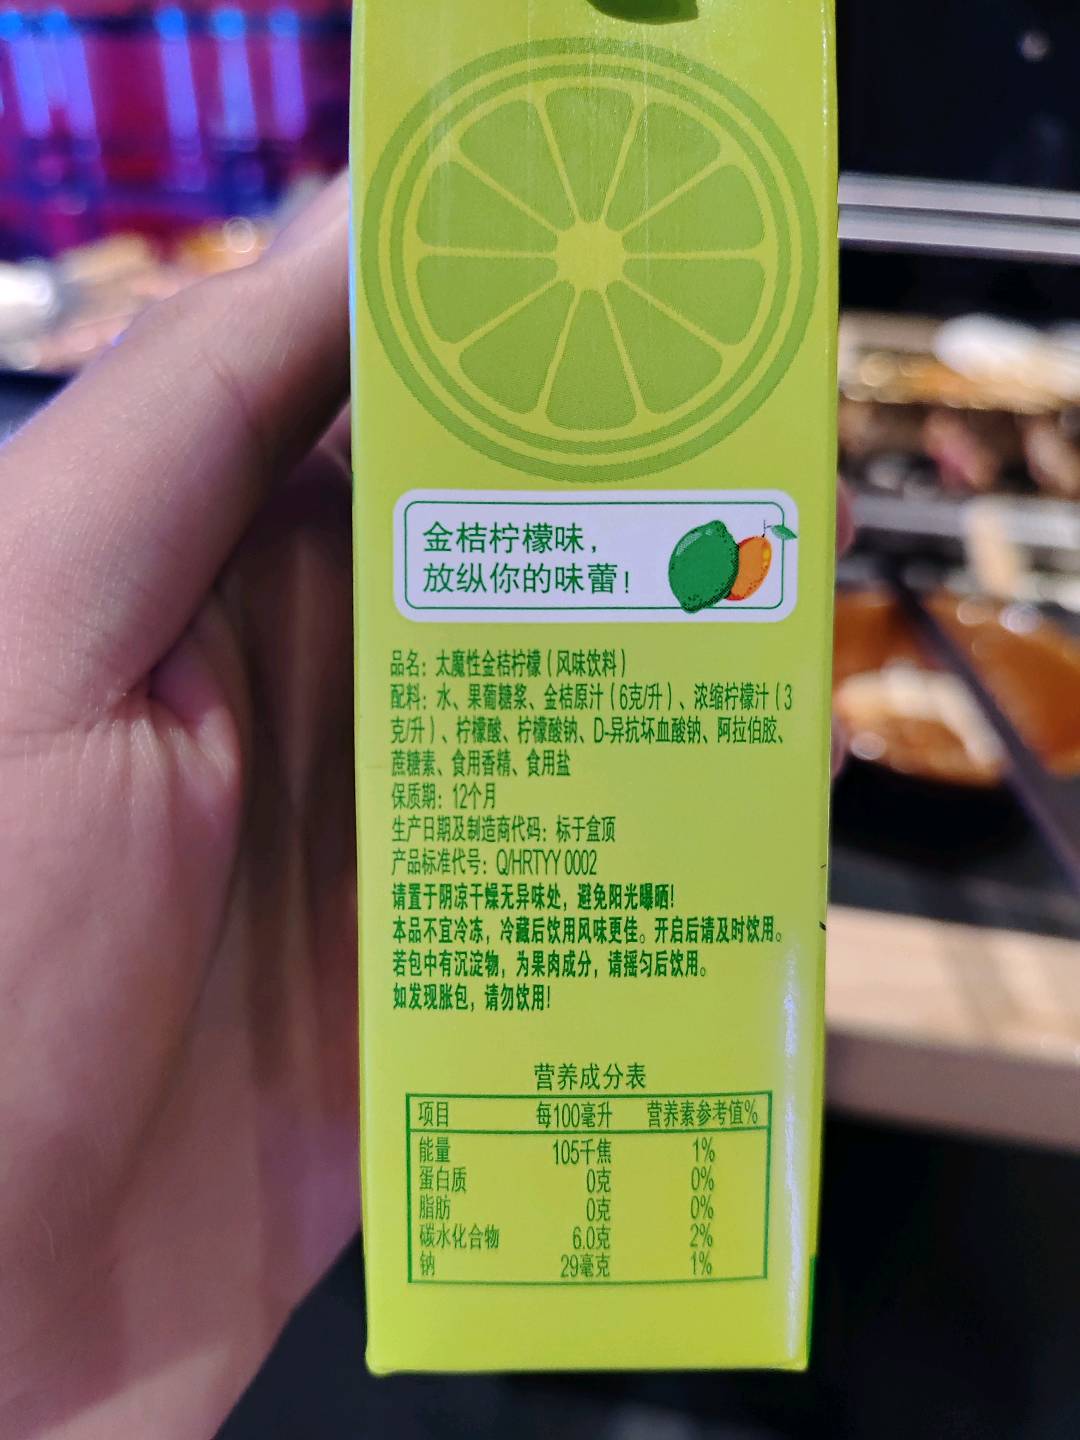 金桔柠檬味，
放纵你的味蕾！
品名：太魔性金桔柠檬（风味饮料）
配料：水、果葡糖浆、金桔原汁（6克/升）、浓缩柠檬汁（3
克/升）、柠檬酸、柠檬酸钠、D-异抗坏血酸钠、阿拉伯胶、
蔗糖素、食用香精、食用盐
保质期：12个月
生产日期及制造商代码：标于盒顶
产品标准代号：Q/HRTYY 0002
请置于阴凉干燥无异味处，避免阳光曝晒！
本品不宜冷冻，冷藏后饮用风味更佳。开启后请及时饮用。
若包中有沉淀物，为果肉成分，请摇匀后饮用。
如发现胀包，请勿饮用！
营养成分表
项目 每100毫升 营养素参考值%
能量 105千焦 1%
蛋白质 0克 0%
脂肪 0克 0%
碳水化合物 6.0克 2%
钠 29毫克 1%